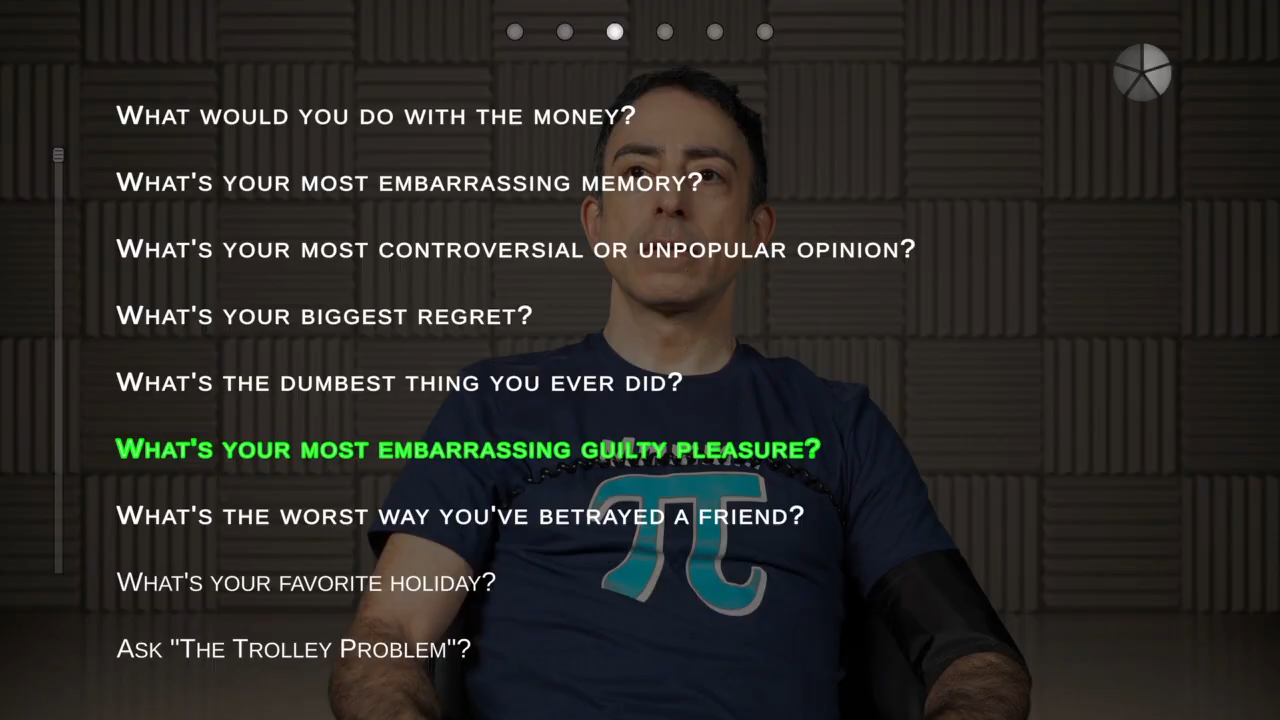 What would you do with the money?
What's your most embarrassing memory?
What's your most controversial or unpopular opinion?
What's your biggest regret?
What's the dumbest thing you ever did?
What's your most embarrassing guilty pleasure?
What's the worst way you've betrayed a friend?
What's your favorite holiday?
Ask "The Trolley Problem"?
π